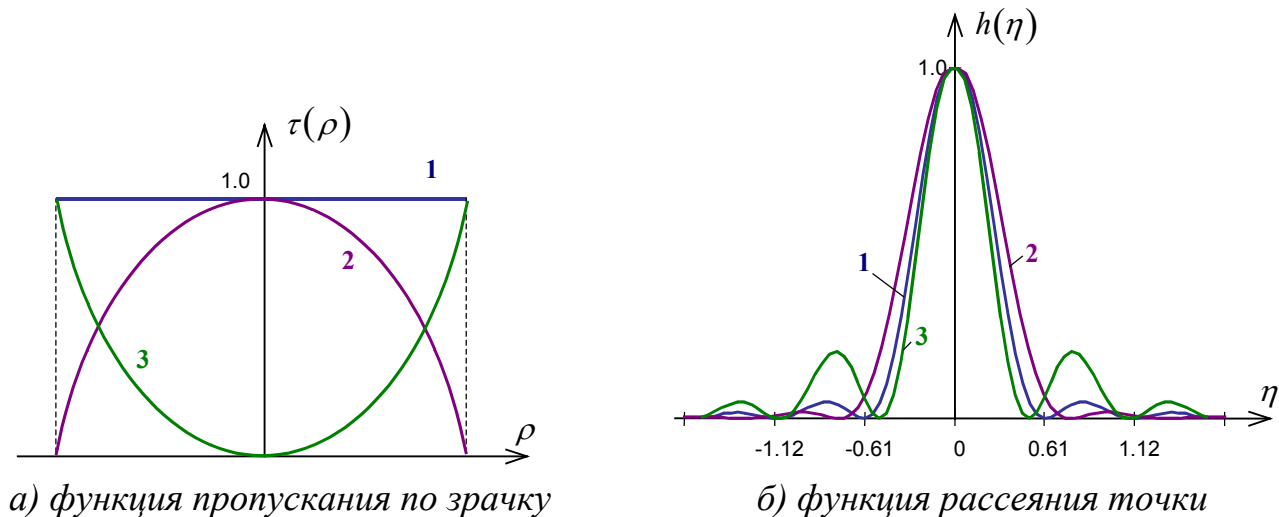 τ(ρ)
1.0
1
2
3
ρ
а) функция пропускания по зрачку
h(η)
1.0
1
2
3
η
-1.12 -0.61 0 0.61 1.12
б) функция рассеяния точки